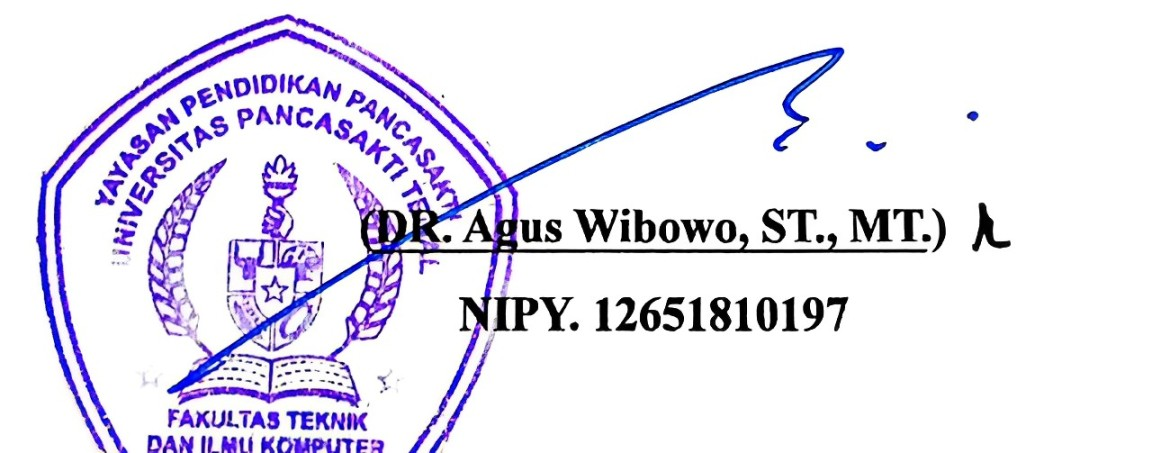 YAYASAN PENDIDIKAN PANCASAKTI
UNIVERSITAS PANCASAKTI TEGAL
(DR. Agus Wibowo, ST., MT.)
NIPY. 12651810197
FAKULTAS TEKNIK
DAN ILMU KOMPUTER